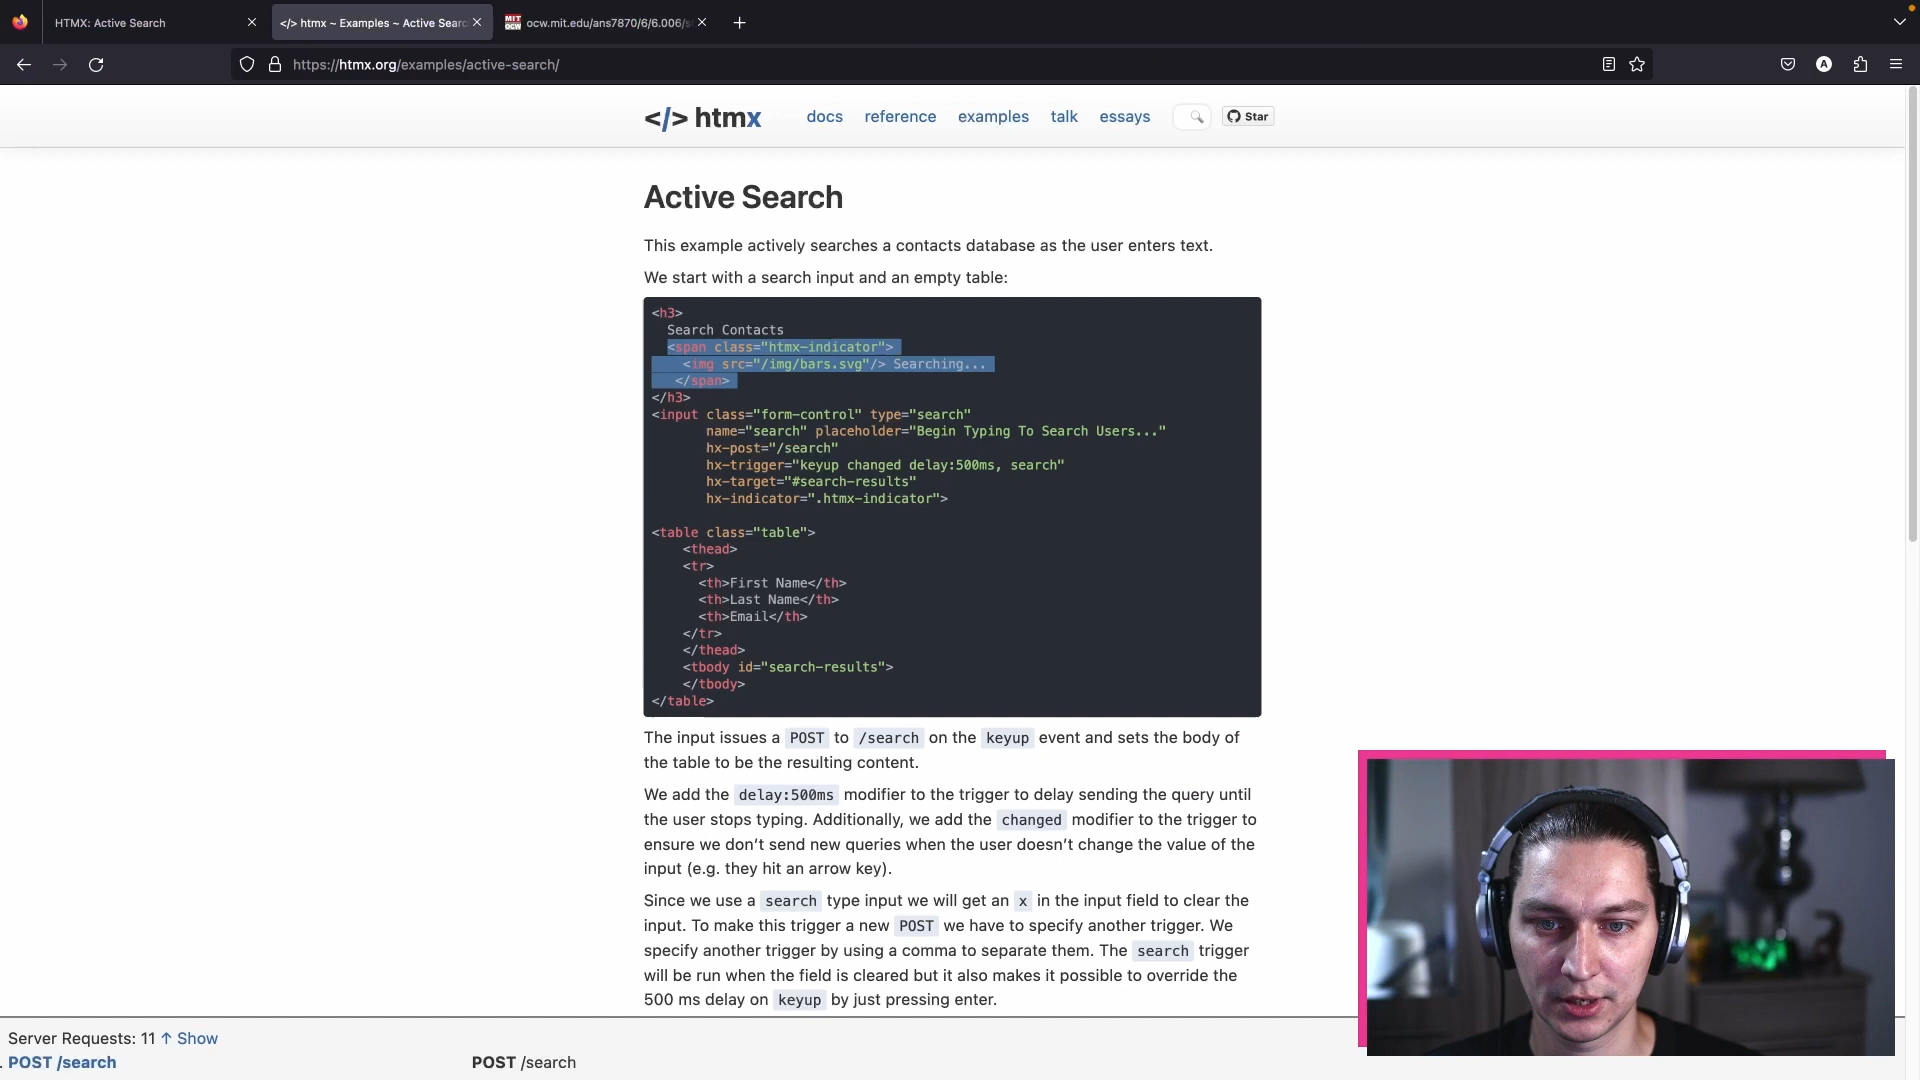 HTMX: Active Search
</> htmx ~ Examples ~ Active Searc
MIT OCW ocw.mit.edu/ans7870/6/6.006/s
https://htmx.org/examples/active-search/
A
</> htmx docs reference examples talk essays Star
Active Search
This example actively searches a contacts database as the user enters text.
We start with a search input and an empty table:
<h3>
Search Contacts
<span class="htmx-indicator">
<img src="/img/bars.svg"/> Searching...
</span>
</h3>
<input class="form-control" type="search"
name="search" placeholder="Begin Typing To Search Users..."
hx-post="/search"
hx-trigger="keyup changed delay:500ms, search"
hx-target="#search-results"
hx-indicator=".htmx-indicator">
<table class="table">
<thead>
<tr>
<th>First Name</th>
<th>Last Name</th>
<th>Email</th>
</tr>
</thead>
<tbody id="search-results">
</tbody>
</table>
The input issues a POST to /search on the keyup event and sets the body of
the table to be the resulting content.
We add the delay:500ms modifier to the trigger to delay sending the query until
the user stops typing. Additionally, we add the changed modifier to the trigger to
ensure we don’t send new queries when the user doesn’t change the value of the
input (e.g. they hit an arrow key).
Since we use a search type input we will get an x in the input field to clear the
input. To make this trigger a new POST we have to specify another trigger. We
specify another trigger by using a comma to separate them. The search trigger
will be run when the field is cleared but it also makes it possible to override the
500 ms delay on keyup by just pressing enter.
Server Requests: 11 ↑ Show
. POST /search POST /search